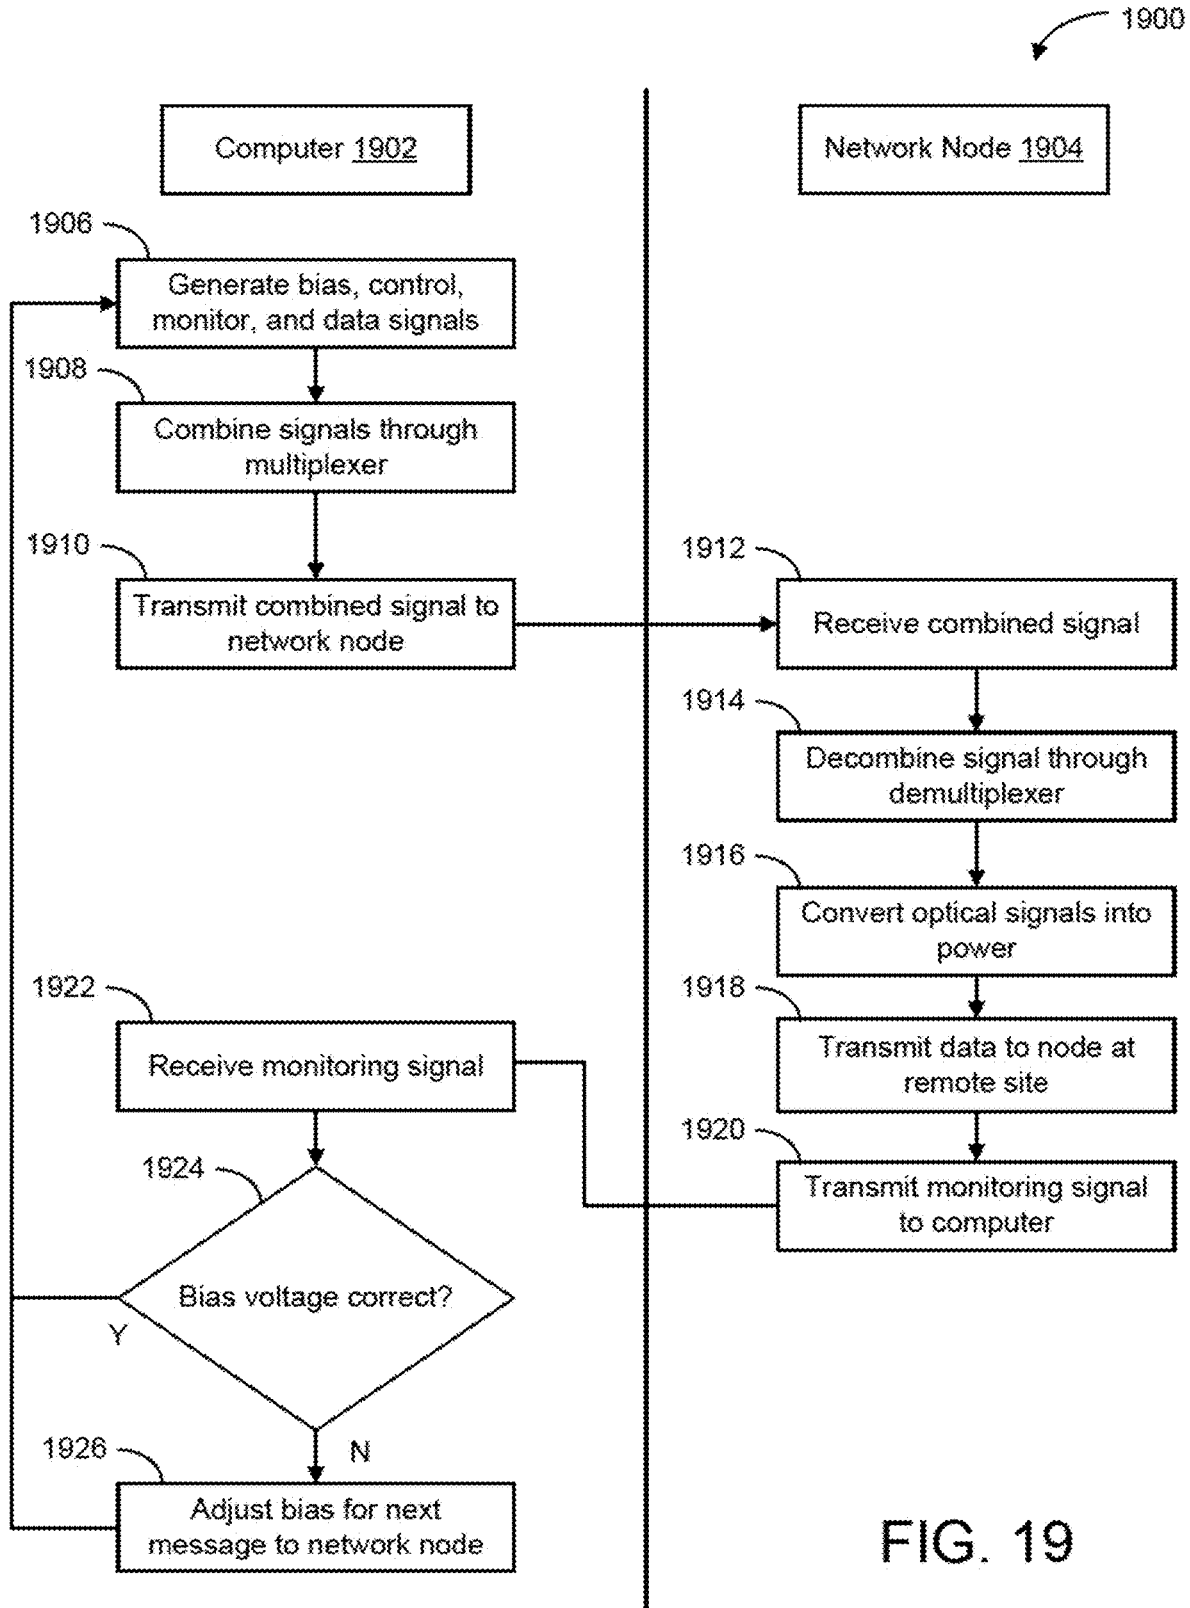 1900
Computer 1902
Network Node 1904
1906
Generate bias, control,
monitor, and data signals
1908
Combine signals through
multiplexer
1910
Transmit combined signal to
network node
1912
Receive combined signal
1914
Decombine signal through
demultiplexer
1916
Convert optical signals into
power
1918
Transmit data to node at
remote site
1920
Transmit monitoring signal
to computer
1922
Receive monitoring signal
1924
Bias voltage correct?
Y
N
1926
Adjust bias for next
message to network node
FIG. 19